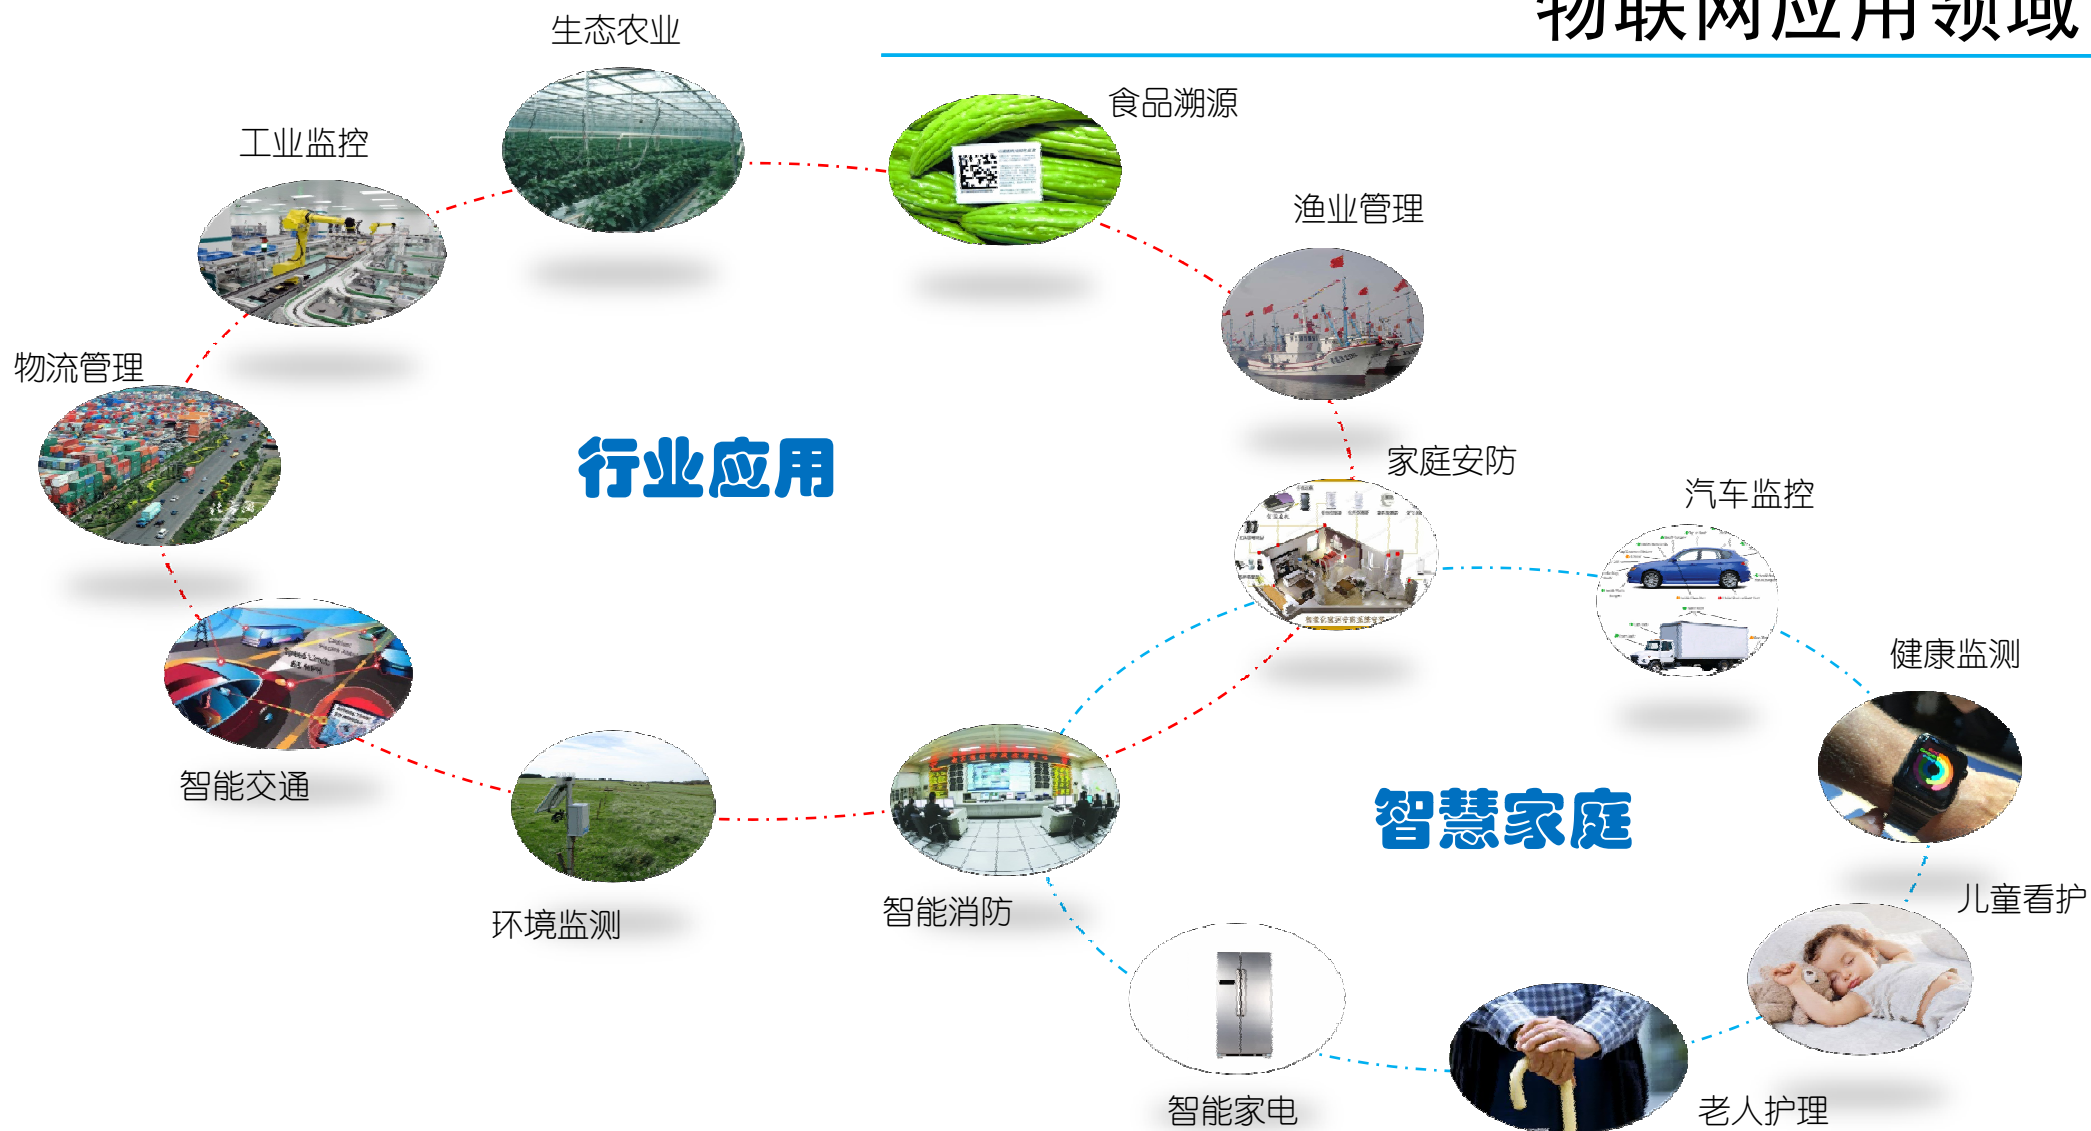 物联网应用领域
生态农业
食品溯源
工业监控
渔业管理
物流管理
行业应用
家庭安防
汽车监控
健康监测
智能交通
智慧家庭
儿童看护
环境监测
智能消防
智能家电
老人护理